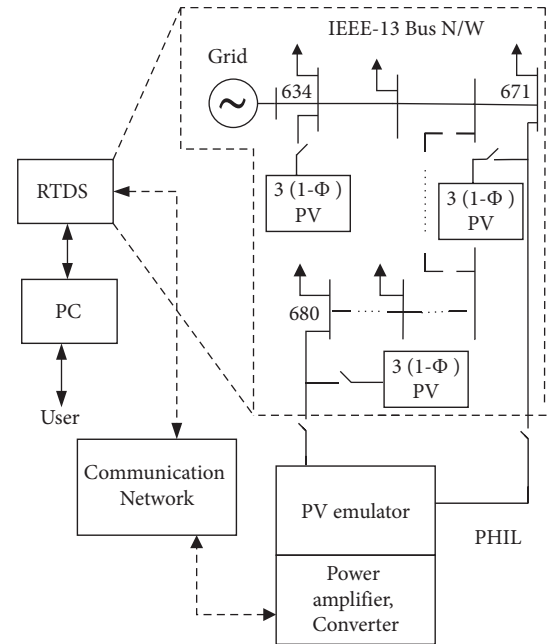 IEEE-13 Bus N/W
Grid
~
634
671
3 (1-Φ )
PV
3 (1-Φ )
PV
RTDS
PC
User
680
3 (1-Φ )
PV
Communication
Network
PV emulator
PHIL
Power
amplifier,
Converter